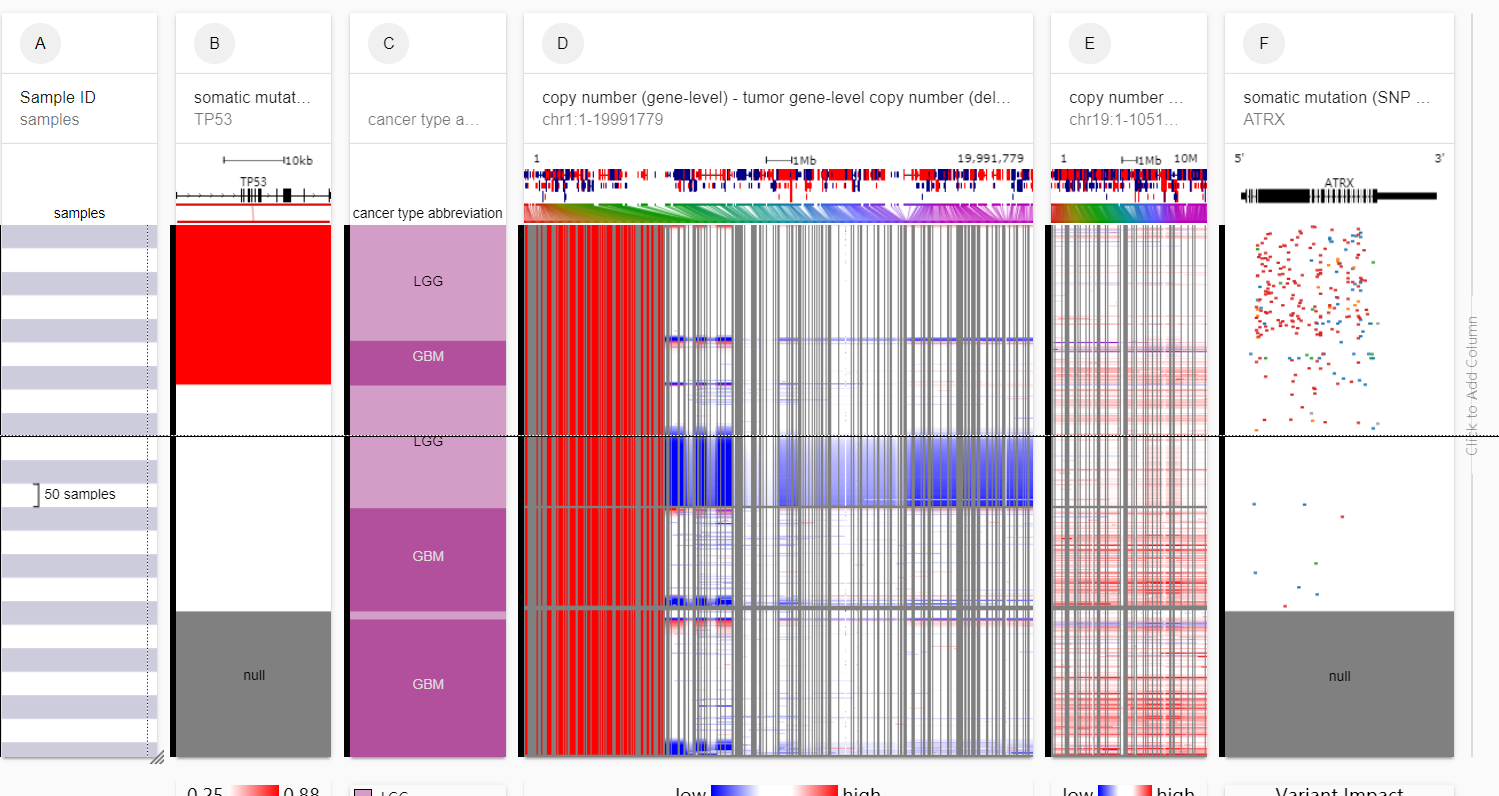 A
B
C
D
E
F
Sample ID
samples
somatic mutat...
TP53
cancer type a...
copy number (gene-level) - tumor gene-level copy number (del...
chr1:1-19991779
copy number ...
chr19:1-1051...
somatic mutation (SNP ...
ATRX
10kb
TP53
1
1Mb
19,991,779
1
1Mb
10M
5'
3'
ATRX
samples
cancer type abbreviation
LGG
GBM
LGG
50 samples
GBM
null
GBM
null
Click to Add Column
0.25
0.88
LGG
low
high
low
high
Variant Impact